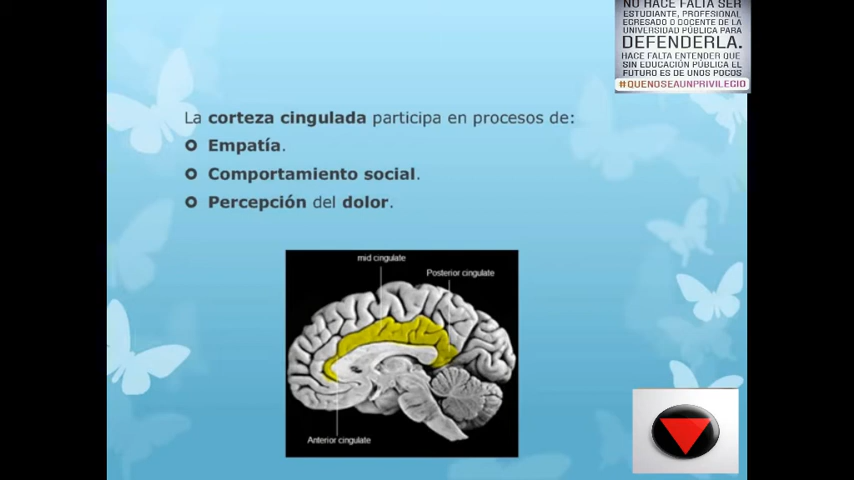 NO HACE FALTA SER
ESTUDIANTE, PROFESIONAL
EGRESADO O DOCENTE DE LA
UNIVERSIDAD PÚBLICA PARA
DEFENDERLA.
HACE FALTA ENTENDER QUE
SIN EDUCACIÓN PÚBLICA EL
FUTURO ES DE UNOS POCOS
#QUENOSEAUNPRIVILEGIO
La corteza cingulada participa en procesos de:
Empatía.
Comportamiento social.
Percepción del dolor.
mid cingulate
Posterior cingulate
Anterior cingulate